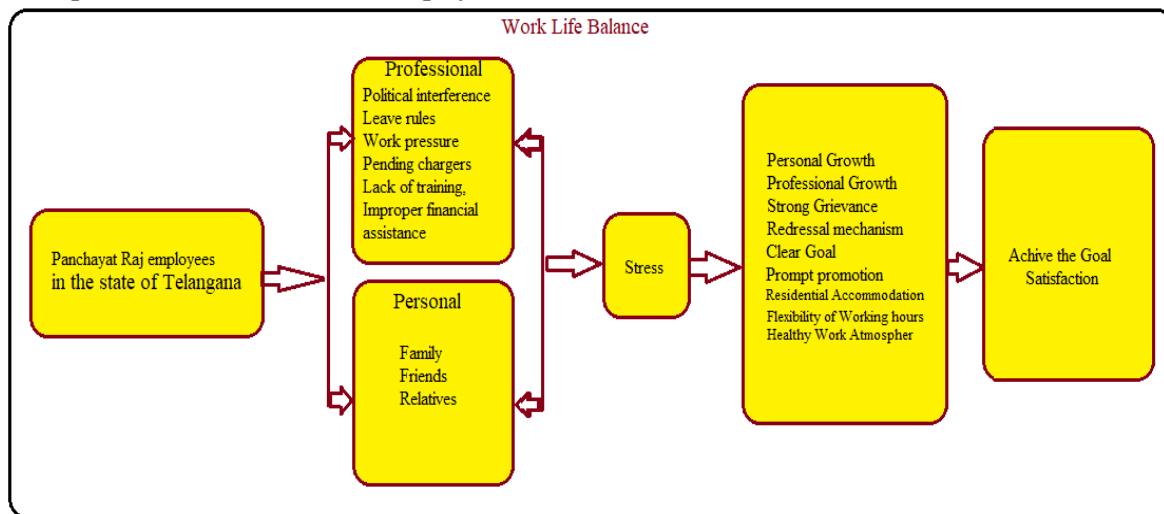 Work Life Balance
Panchayat Raj employees
in the state of Telangana
Professional
Political interference
Leave rules
Work pressure
Pending chargers
Lack of training,
Improper financial
assistance
Personal
Family
Friends
Relatives
Stress
Personal Growth
Professional Growth
Strong Grievance
Redressal mechanism
Clear Goal
Prompt promotion
Residential Accommodation
Flexibility of Working hours
Healthy Work Atmospher
Achive the Goal
Satisfaction